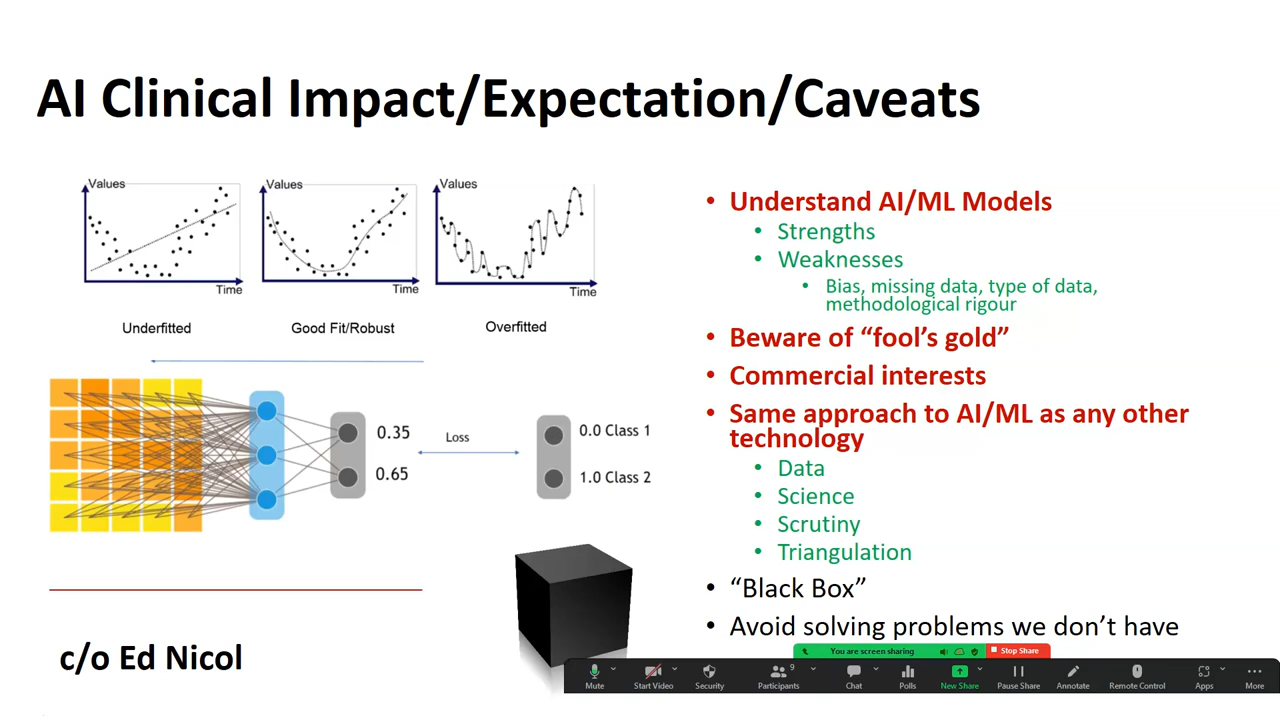 AI Clinical Impact/Expectation/Caveats
Values
Time
Underfitted
Values
Time
Good Fit/Robust
Values
Time
Overfitted
0.35
0.65
Loss
0.0 Class 1
1.0 Class 2
c/o Ed Nicol
• Understand AI/ML Models
• Strengths
• Weaknesses
• Bias, missing data, type of data,
methodological rigour
• Beware of “fool’s gold”
• Commercial interests
• Same approach to AI/ML as any other
technology
• Data
• Science
• Scrutiny
• Triangulation
• “Black Box”
• Avoid solving problems we don’t have
You are screen sharing
Stop Share
Mute
Start Video
Security
Participants
9
Chat
Polls
New Share
Pause Share
Annotate
Remote Control
Apps
More